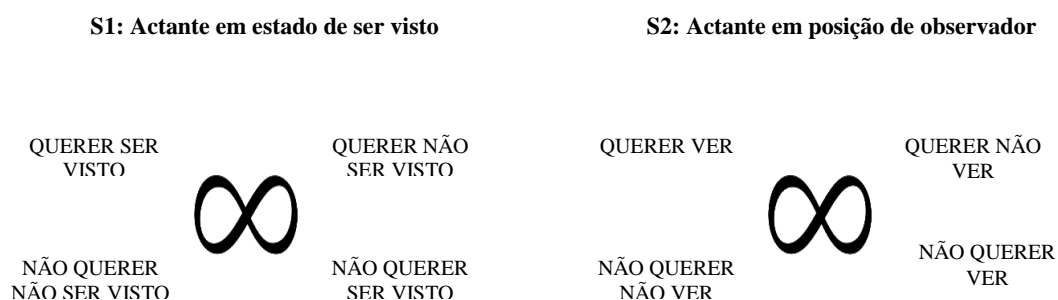 S1: Actante em estado de ser visto
S2: Actante em posição de observador
QUERER SER
VISTO
QUERER NÃO
SER VISTO
QUERER VER
QUERER NÃO
VER
NÃO QUERER
NÃO SER VISTO
NÃO QUERER
SER VISTO
NÃO QUERER
NÃO VER
NÃO QUERER
VER